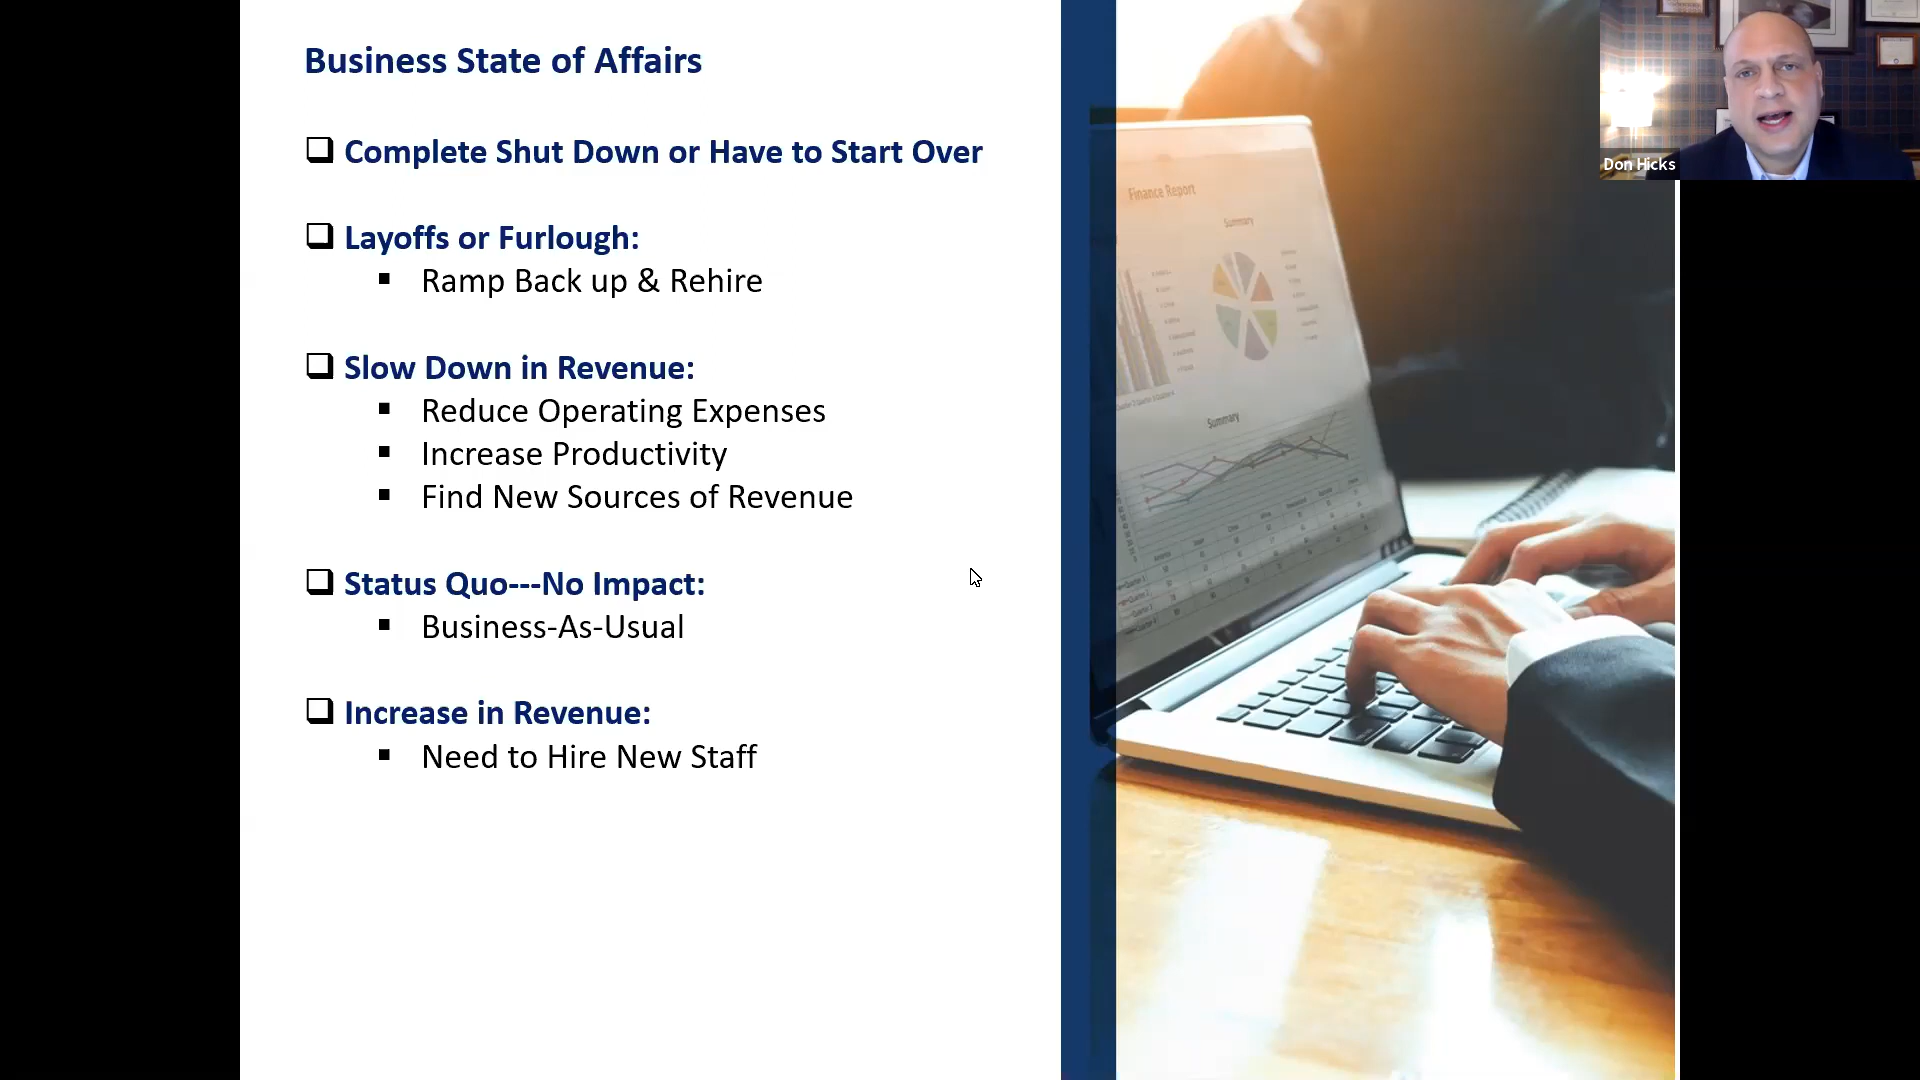 Business State of Affairs
Complete Shut Down or Have to Start Over
Layoffs or Furlough:
Ramp Back up & Rehire
Slow Down in Revenue:
Reduce Operating Expenses
Increase Productivity
Find New Sources of Revenue
Status Quo---No Impact:
Business-As-Usual
Increase in Revenue:
Need to Hire New Staff
Finance Report
Summary
Summary
Don Hicks